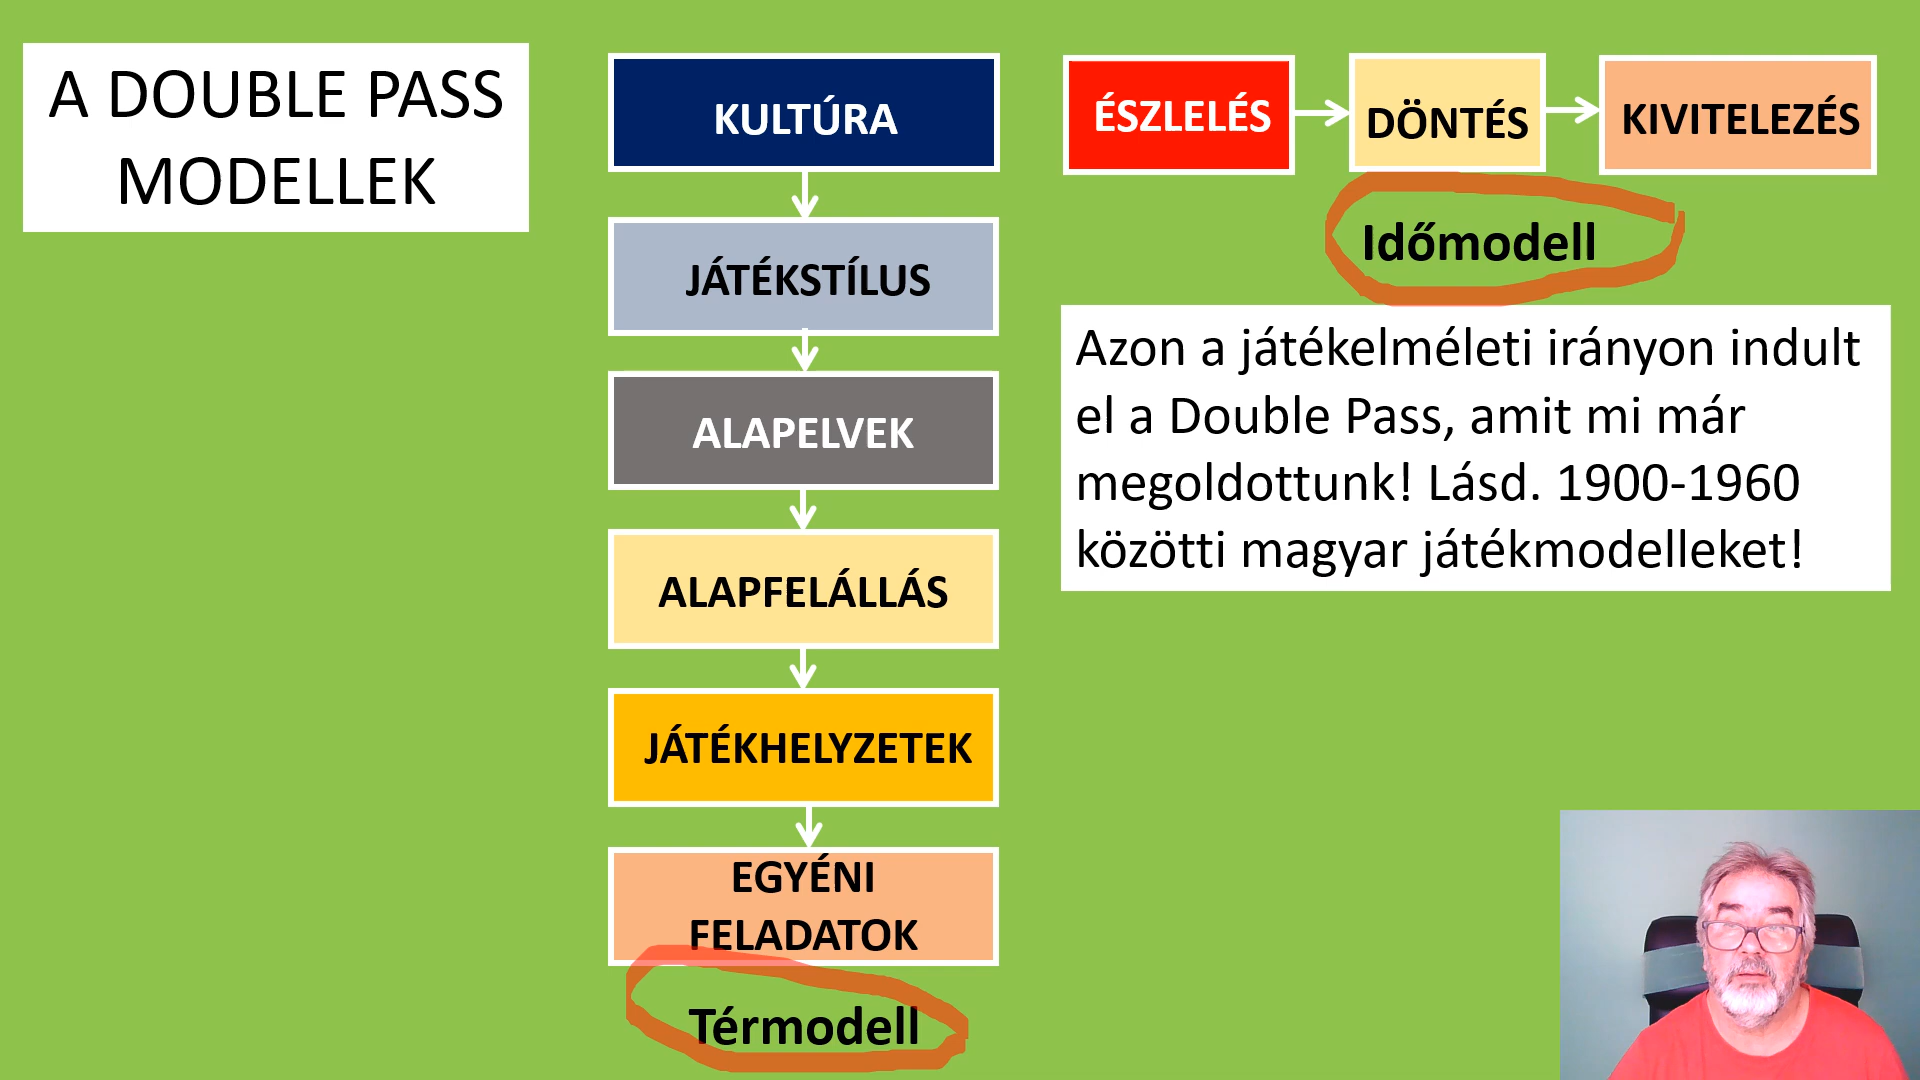 A DOUBLE PASS
MODELLEK
KULTÚRA
JÁTÉKSTÍLUS
ALAPELVEK
ALAPFELÁLLÁS
JÁTÉKHELYZETEK
EGYÉNI
FELADATOK
Térmodell
ÉSZLELÉS
DÖNTÉS
KIVITELEZÉS
Időmodell
Azon a játékelméleti irányon indult
el a Double Pass, amit mi már
megoldottunk! Lásd. 1900-1960
közötti magyar játékmodelleket!